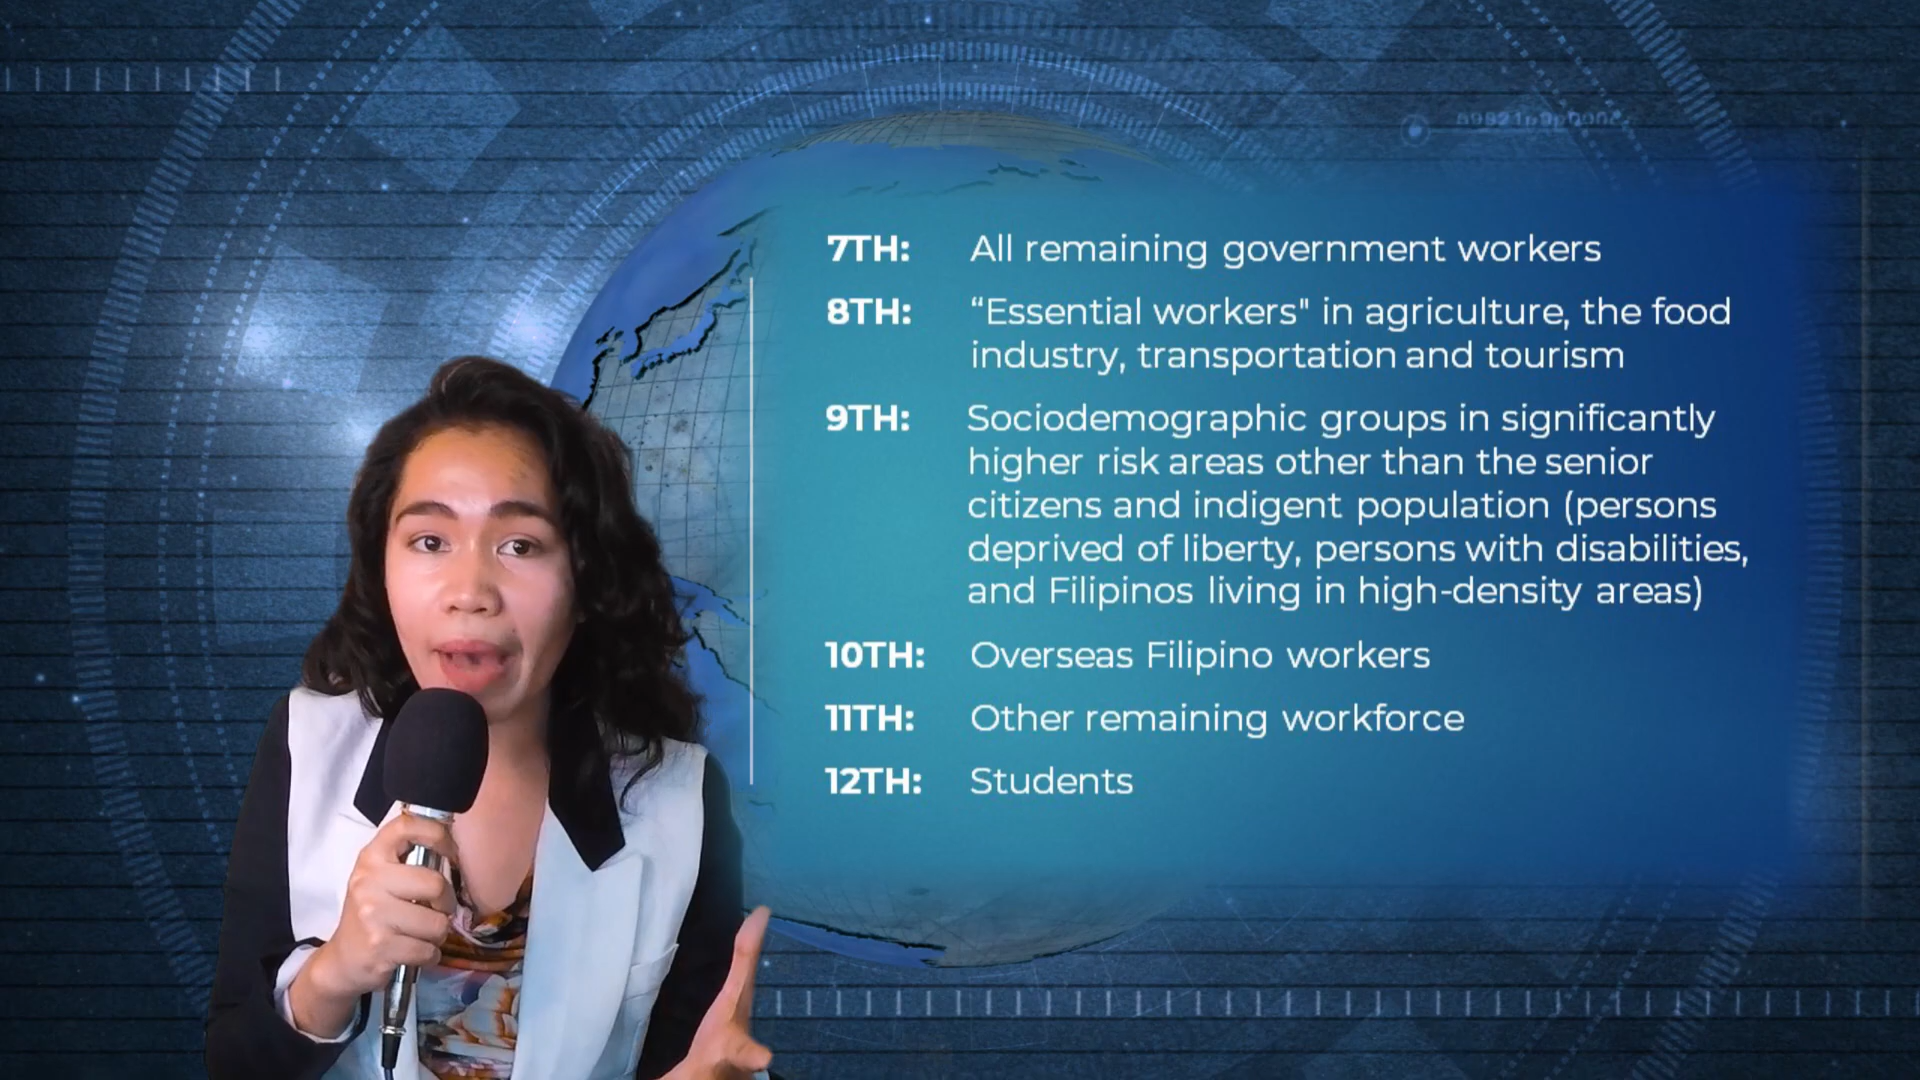 7TH: All remaining government workers
8TH: “Essential workers" in agriculture, the food
industry, transportation and tourism
9TH: Sociodemographic groups in significantly
higher risk areas other than the senior
citizens and indigent population (persons
deprived of liberty, persons with disabilities,
and Filipinos living in high-density areas)
10TH: Overseas Filipino workers
11TH: Other remaining workforce
12TH: Students